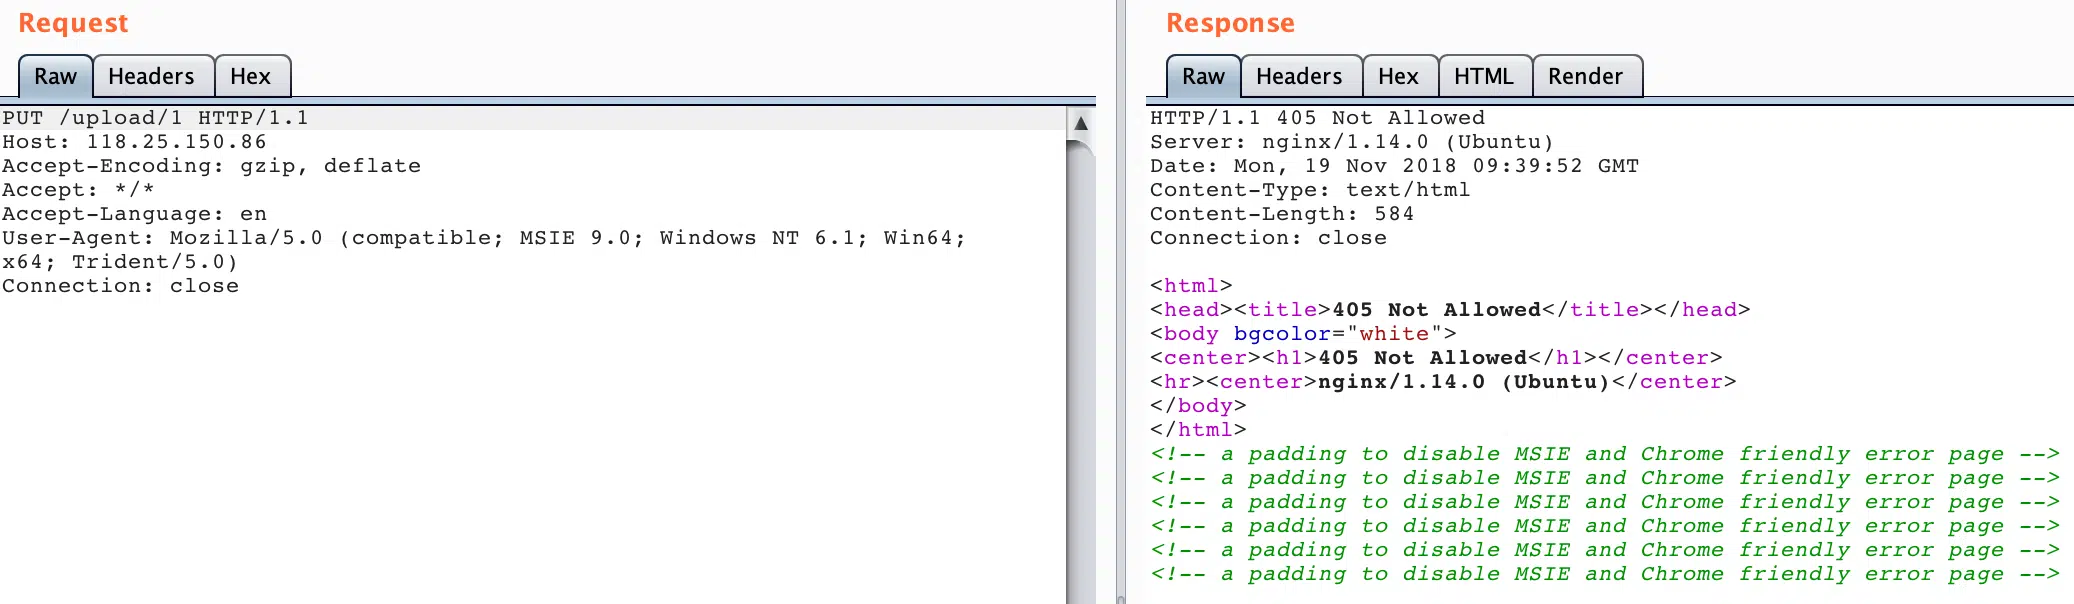 Request
Raw
Headers
Hex
PUT /upload/1 HTTP/1.1
Host: 118.25.150.86
Accept-Encoding: gzip, deflate
Accept: */*
Accept-Language: en
User-Agent: Mozilla/5.0 (compatible; MSIE 9.0; Windows NT 6.1; Win64;
x64; Trident/5.0)
Connection: close
Response
Raw
Headers
Hex
HTML
Render
HTTP/1.1 405 Not Allowed
Server: nginx/1.14.0 (Ubuntu)
Date: Mon, 19 Nov 2018 09:39:52 GMT
Content-Type: text/html
Content-Length: 584
Connection: close
<html>
<head><title>405 Not Allowed</title></head>
<body bgcolor="white">
<center><h1>405 Not Allowed</h1></center>
<hr><center>nginx/1.14.0 (Ubuntu)</center>
</body>
</html>
<!-- a padding to disable MSIE and Chrome friendly error page -->
<!-- a padding to disable MSIE and Chrome friendly error page -->
<!-- a padding to disable MSIE and Chrome friendly error page -->
<!-- a padding to disable MSIE and Chrome friendly error page -->
<!-- a padding to disable MSIE and Chrome friendly error page -->
<!-- a padding to disable MSIE and Chrome friendly error page -->